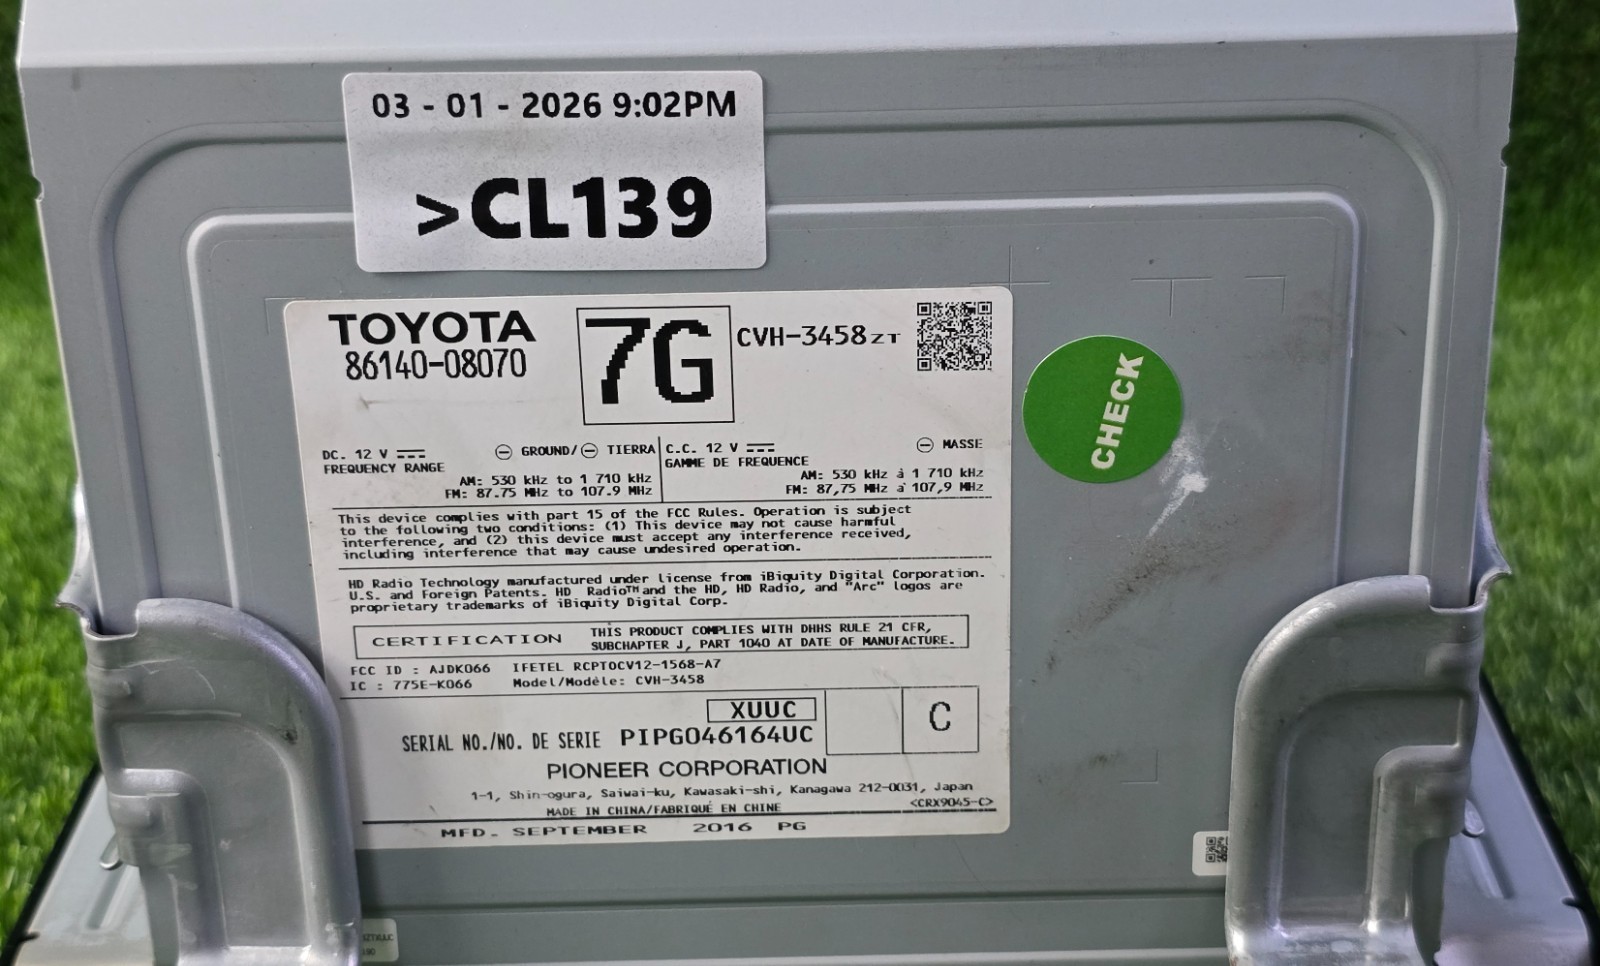 03 - 01 - 2026 9:02PM
>CL139
TOYOTA
86140-08070
7G
CVH-3458ZT
CHECK
DC. 12 V
GROUND/ TIERRA
FREQUENCY RANGE
AM: 530 kHz to 1 710 kHz
FM: 87.75 MHz to 107.9 MHz
C.C. 12 V
MASSE
GAMME DE FREQUENCE
AM: 530 kHz à 1 710 kHz
FM: 87,75 MHz à 107,9 MHz
This device complies with part 15 of the FCC Rules. Operation is subject
to the following two conditions: (1) This device may not cause harmful
interference, and (2) this device must accept any interference received,
including interference that may cause undesired operation.
HD Radio Technology manufactured under license from iBiquity Digital Corporation.
U.S. and Foreign Patents. HD Radio™ and the HD, HD Radio, and "Arc" logos are
proprietary trademarks of iBiquity Digital Corp.
CERTIFICATION
THIS PRODUCT COMPLIES WITH DHHS RULE 21 CFR,
SUBCHAPTER J, PART 1040 AT DATE OF MANUFACTURE.
FCC ID : AJDK066 IFETEL RCPTOCV12-1568-A7
IC : 775E-K066 Model/Modèle: CVH-3458
XUUC
C
SERIAL NO./NO. DE SERIE PIPG046164UC
PIONEER CORPORATION
1-1, Shin-ogura, Saiwai-ku, Kawasaki-shi, Kanagawa 212-0031, Japan
MADE IN CHINA/FABRIQUÉ EN CHINE
<CRX9045-C>
MFD. SEPTEMBER 2016 PG